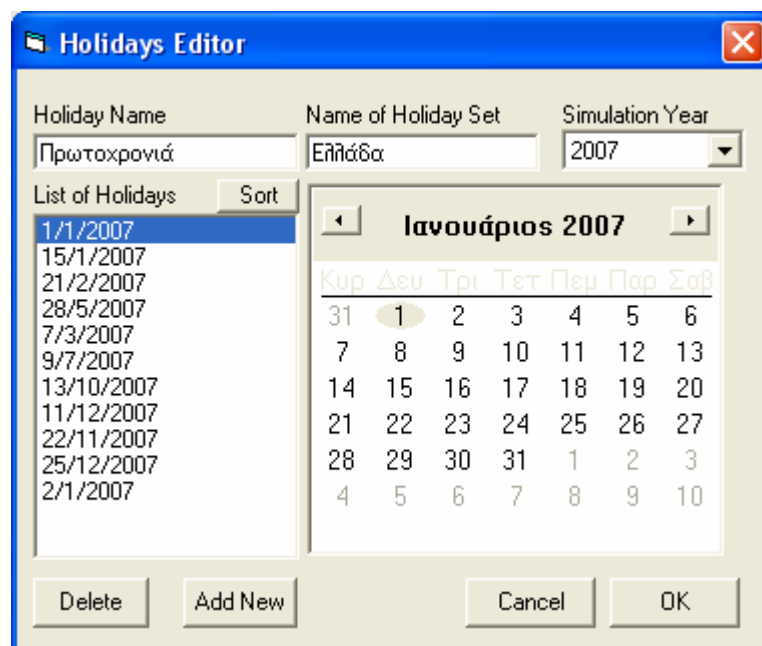 Holidays Editor
Holiday Name Name of Holiday Set Simulation Year
Πρωτοχρονιά Ελλάδα 2007
List of Holidays Sort
1/1/2007
15/1/2007
21/2/2007
28/5/2007
7/3/2007
9/7/2007
13/10/2007
11/12/2007
22/11/2007
25/12/2007
2/1/2007
Ιανουάριος 2007
Κυρ Δευ Τρι Τετ Πεμ Παρ Σαβ
31 1 2 3 4 5 6
7 8 9 10 11 12 13
14 15 16 17 18 19 20
21 22 23 24 25 26 27
28 29 30 31 1 2 3
4 5 6 7 8 9 10
Delete Add New Cancel OK